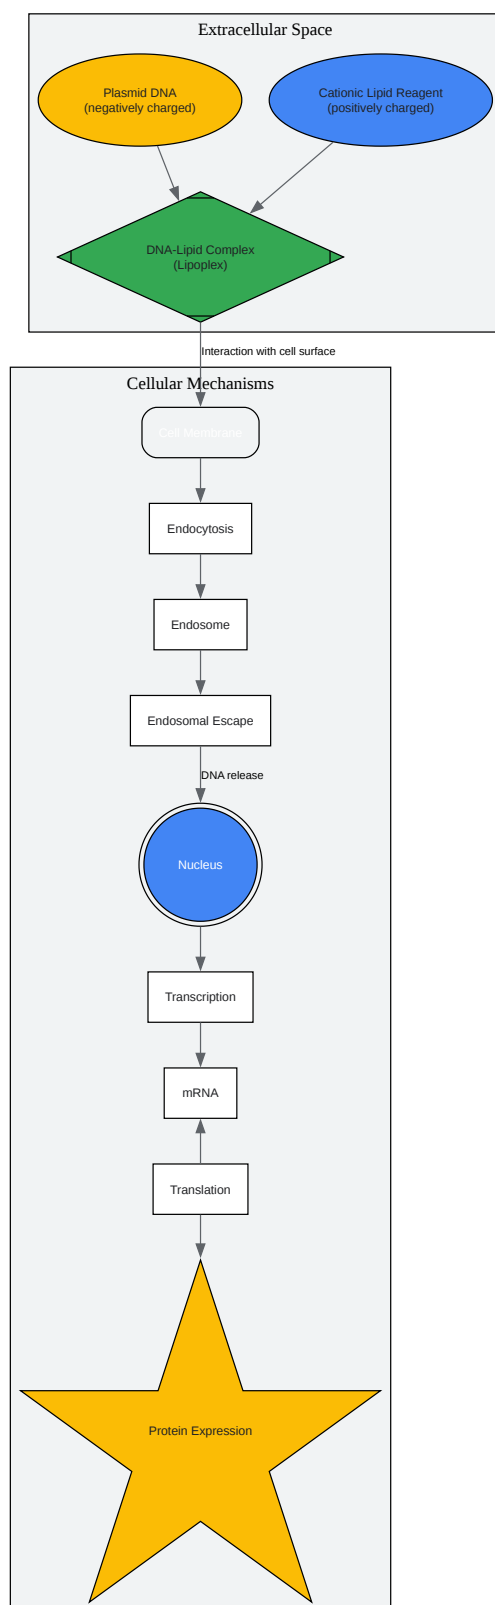 Extracellular Space
Plasmid DNA
(negatively charged)
Cationic Lipid Reagent
(positively charged)
DNA-Lipid Complex
(Lipoplex)
Interaction with cell surface
Cellular Mechanisms
Cell Membrane
Endocytosis
Endosome
Endosomal Escape
DNA release
Nucleus
Transcription
mRNA
Translation
Protein Expression